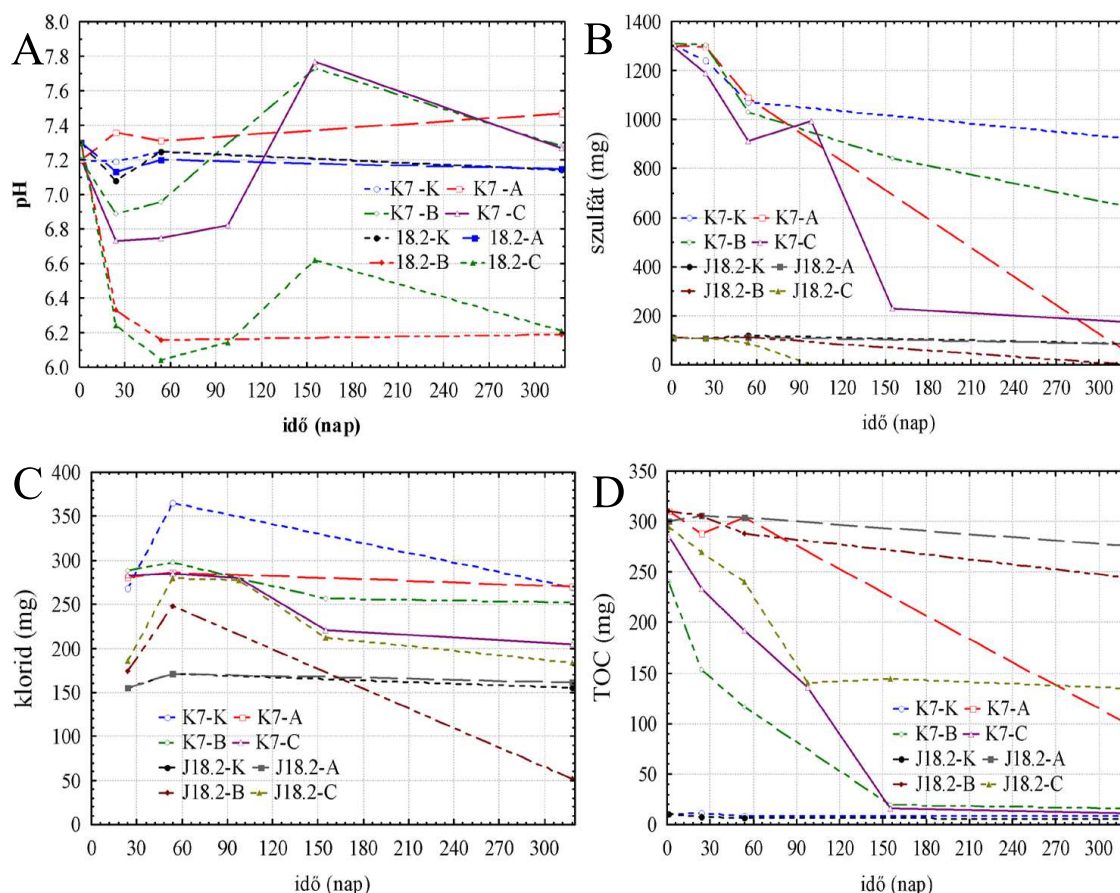 A
pH
7.8
7.6
7.4
7.2
7.0
6.8
6.6
6.4
6.2
6.0
K7 -K K7 -A
K7 -B K7 -C
18.2-K 18.2-A
18.2-B 18.2-C
0 30 60 90 120 150 180 210 240 270 300
idő (nap)
B
szulfát (mg)
1400
1200
1000
800
600
400
200
0
K7-K K7-A
K7-B K7-C
J18.2-K J18.2-A
J18.2-B J18.2-C
0 30 60 90 120 150 180 210 240 270 300
idő (nap)
C
klorid (mg)
400
350
300
250
200
150
100
50
0
K7-K K7-A
K7-B K7-C
J18.2-K J18.2-A
J18.2-B J18.2-C
0 30 60 90 120 150 180 210 240 270 300
idő (nap)
D
TOC (mg)
350
300
250
200
150
100
50
0
K7-K K7-A
K7-B K7-C
J18.2-K J18.2-A
J18.2-B J18.2-C
0 30 60 90 120 150 180 210 240 270 300
idő (nap)